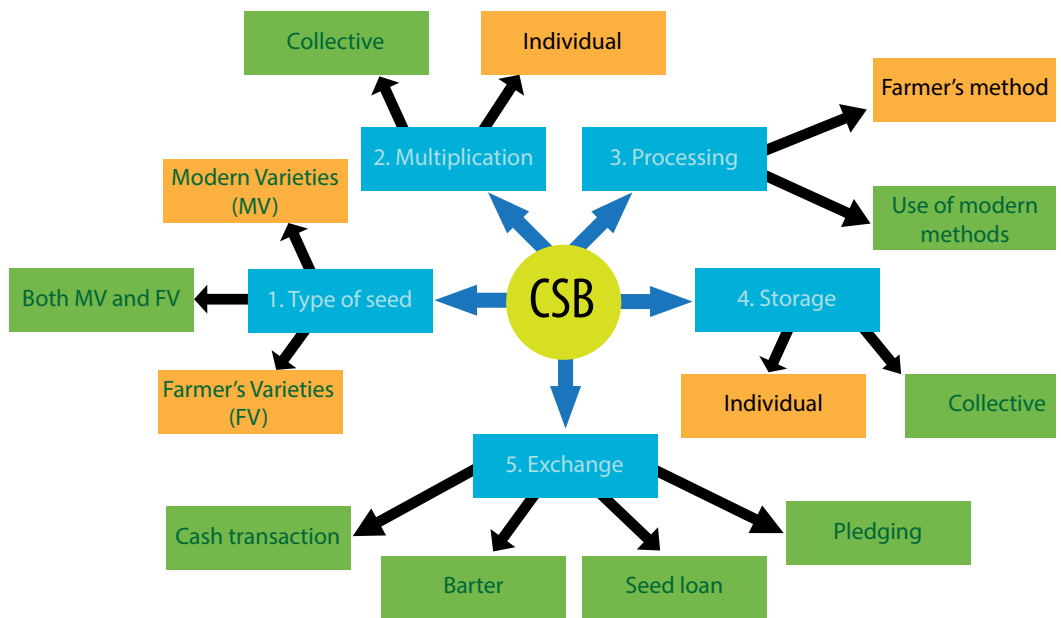 Collective
Individual
Farmer's method
2. Multiplication
3. Processing
Modern Varieties
(MV)
Use of modern
methods
Both MV and FV
1. Type of seed
CSB
4. Storage
Farmer's Varieties
(FV)
Individual
Collective
5. Exchange
Cash transaction
Pledging
Barter
Seed loan